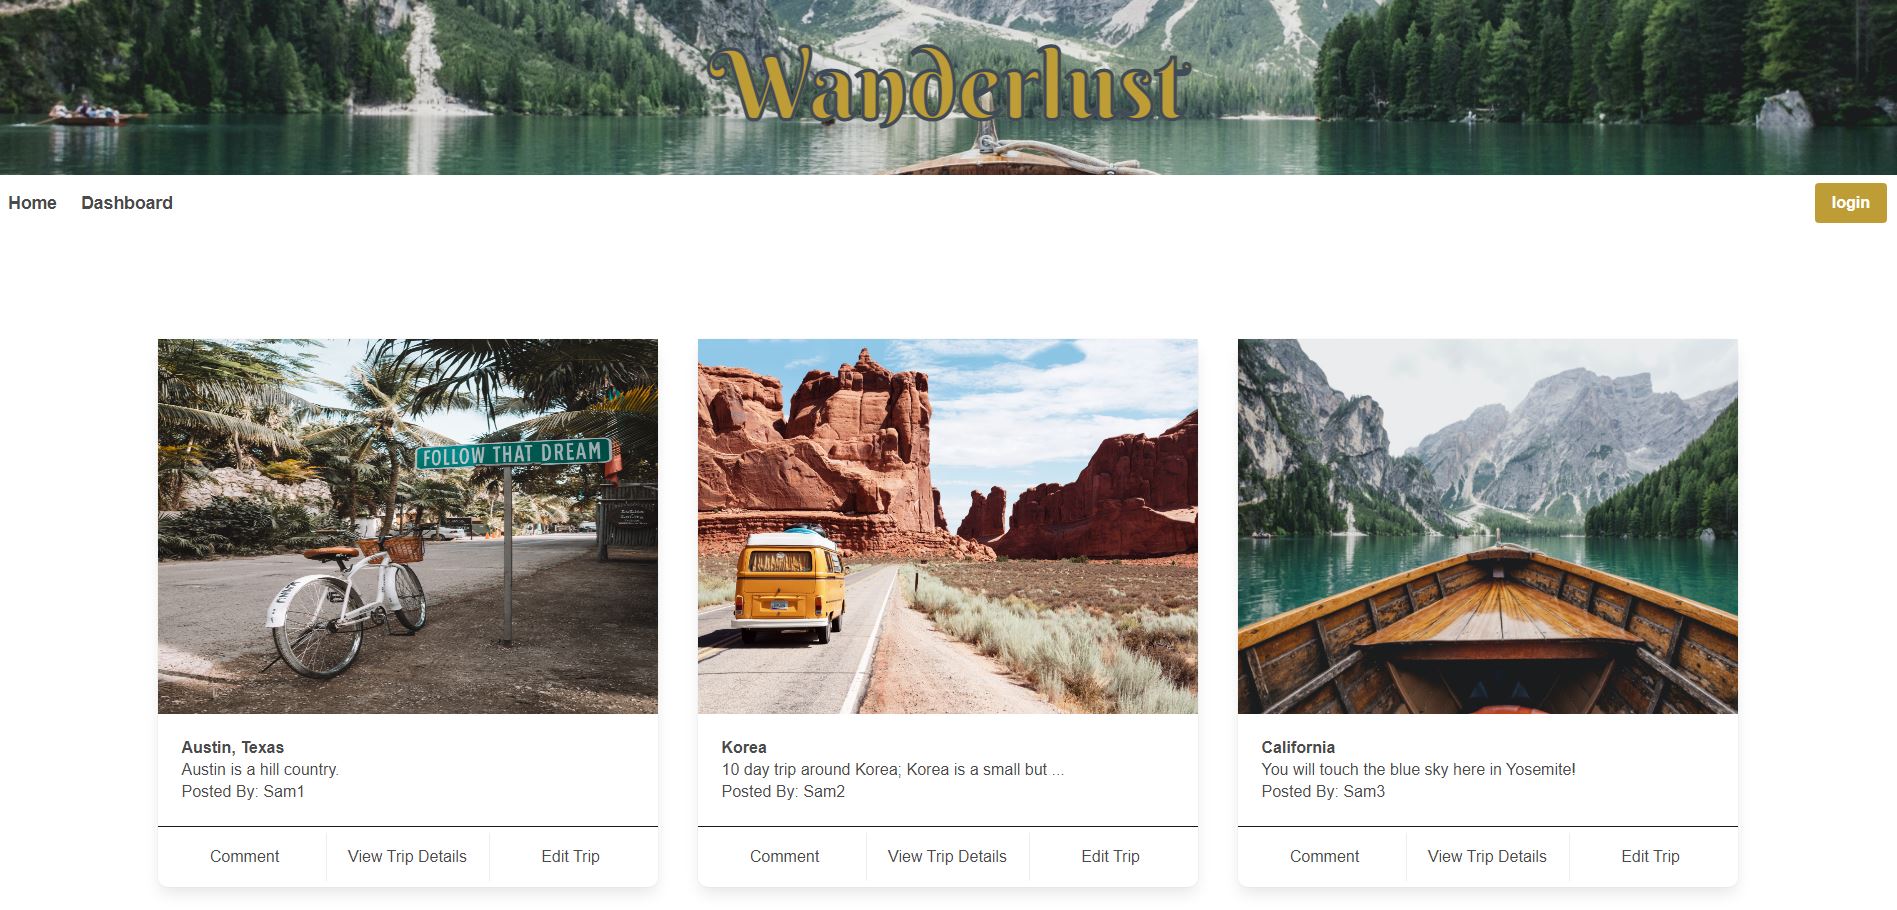 Wanderlust
Home Dashboard login
FOLLOW THAT DREAM
Austin, Texas
Austin is a hill country.
Posted By: Sam1
Comment View Trip Details Edit Trip
Korea
10 day trip around Korea; Korea is a small but ...
Posted By: Sam2
Comment View Trip Details Edit Trip
California
You will touch the blue sky here in Yosemite!
Posted By: Sam3
Comment View Trip Details Edit Trip